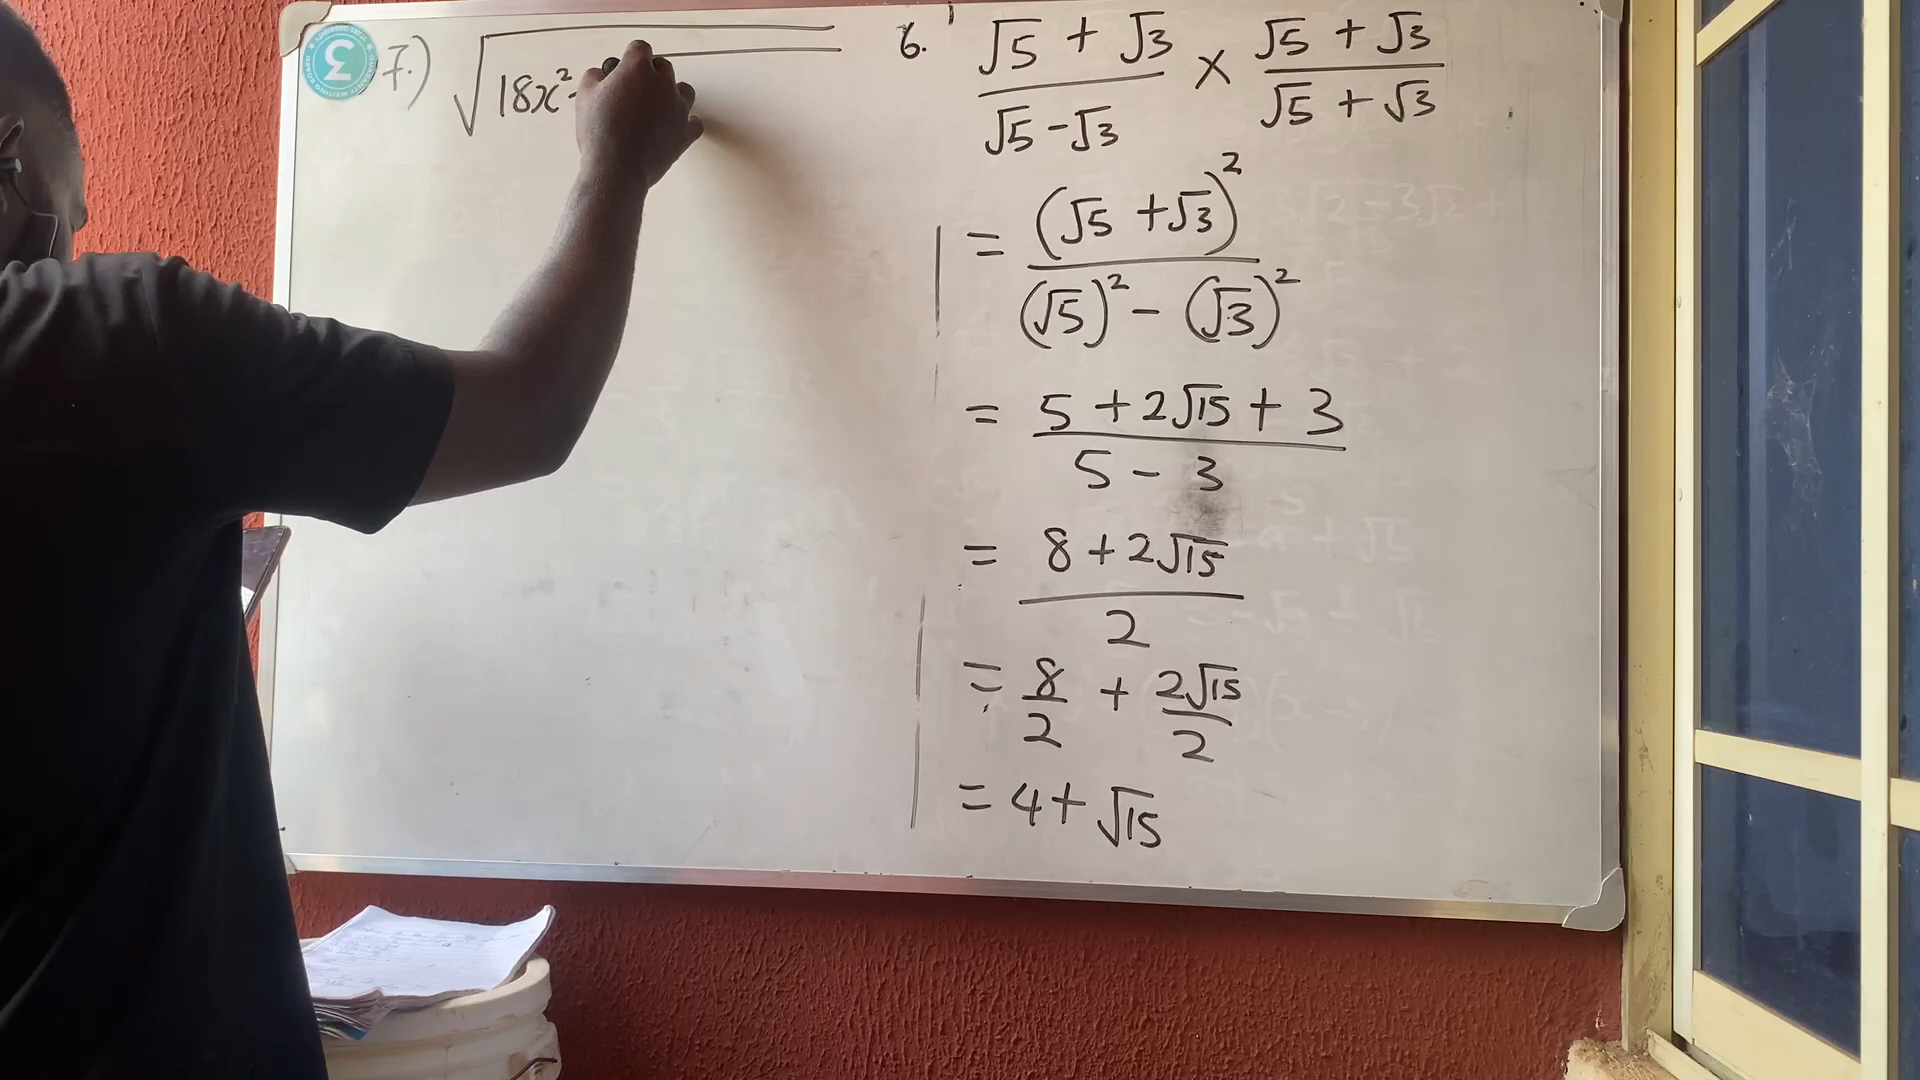 7.) √18x²
6. √5 + √3 / √5 - √3 × √5 + √3 / √5 + √3
= (√5 + √3)² / (√5)² - (√3)²
= 5 + 2√15 + 3 / 5 - 3
= 8 + 2√15 / 2
= 8/2 + 2√15/2
= 4 + √15
3